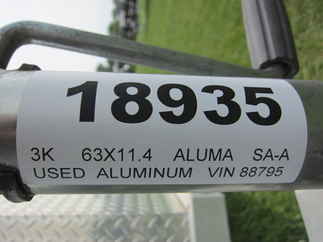 18935
3K 63X11.4 ALUMA SA-A
USED ALUMINUM VIN 88795